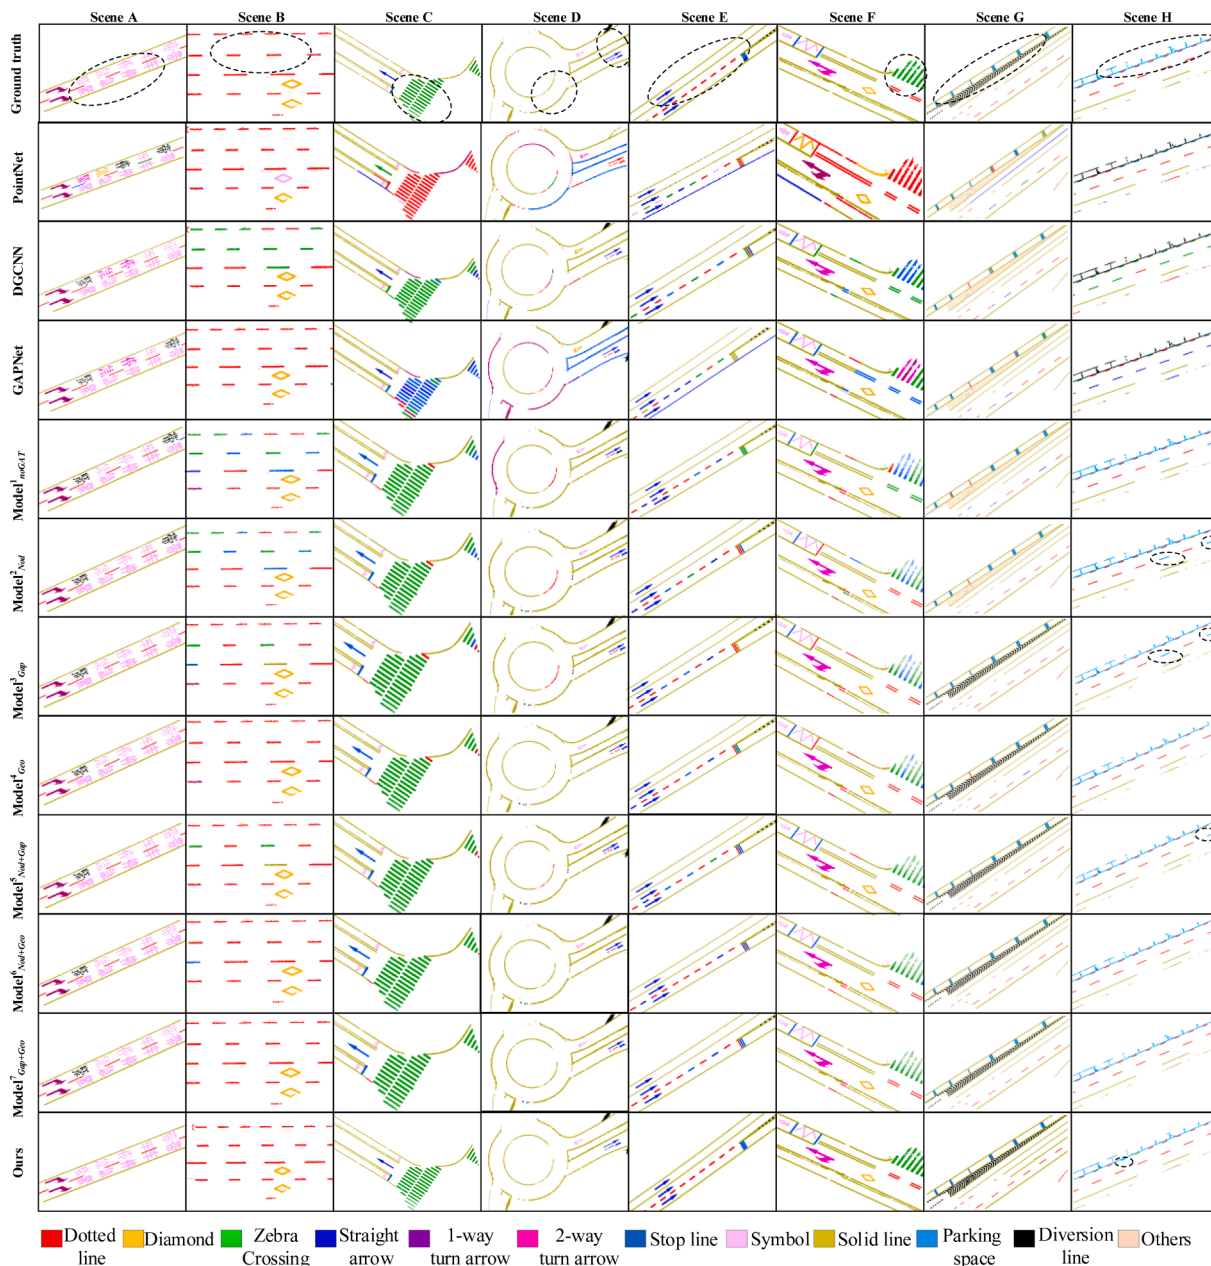 Scene A Scene B Scene C Scene D Scene E Scene F Scene G Scene H
Ground truth
PointNet
DGCNN
GAPNet
Model¹noGAT
Model²Nod
Model³Gap
Model⁴Geo
Model⁵Nod+Gap
Model⁶Nod+Geo
Model⁷Gap+Geo
Ours
Dotted line
Diamond
Zebra Crossing
Straight arrow
1-way turn arrow
2-way turn arrow
Stop line
Symbol
Solid line
Parking space
Diversion line
Others